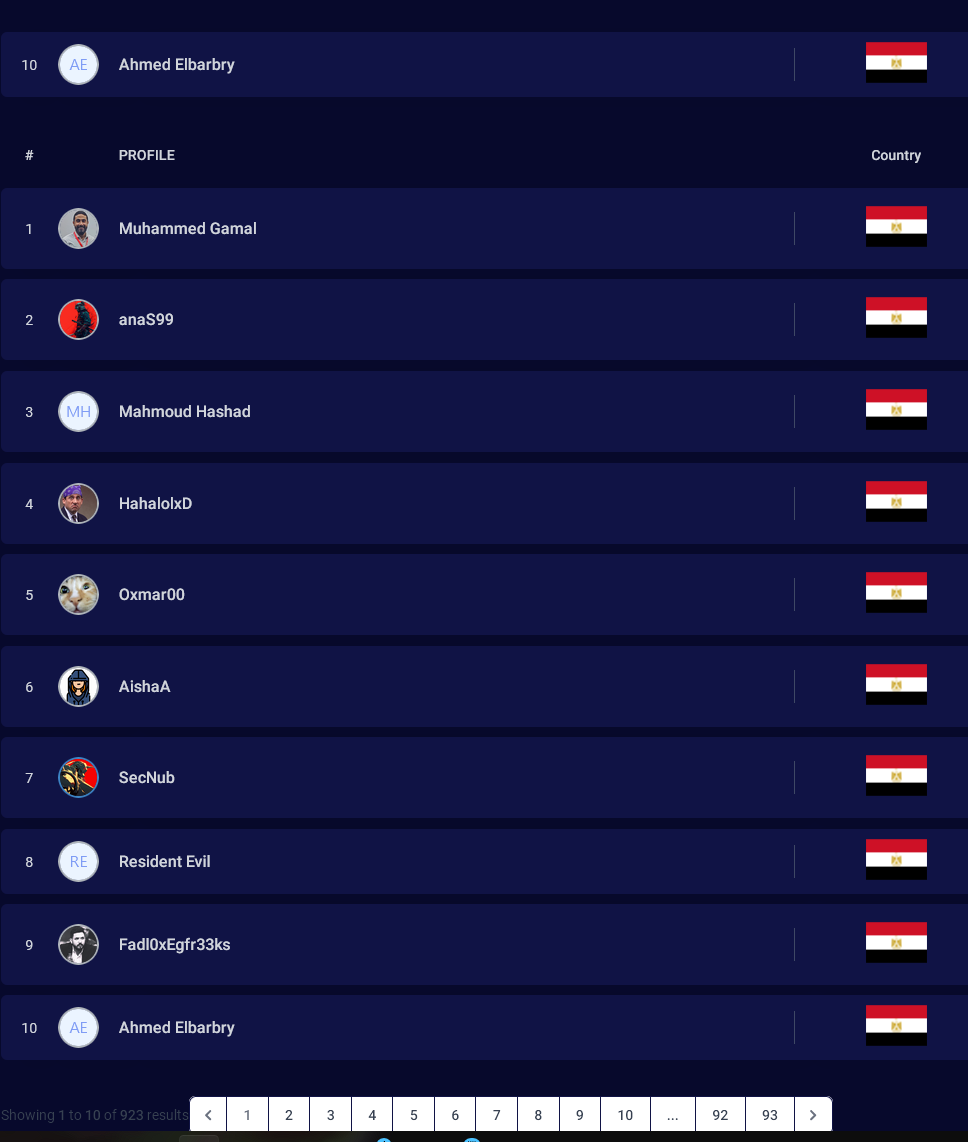 10 AE Ahmed Elbarbry
# PROFILE Country
1 Muhammed Gamal
2 anaS99
3 MH Mahmoud Hashad
4 HahalolxD
5 Oxmar00
6 AishaA
7 SecNub
8 RE Resident Evil
9 Fadl0xEgfr33ks
10 AE Ahmed Elbarbry
Showing 1 to 10 of 923 results < 1 2 3 4 5 6 7 8 9 10 ... 92 93 >